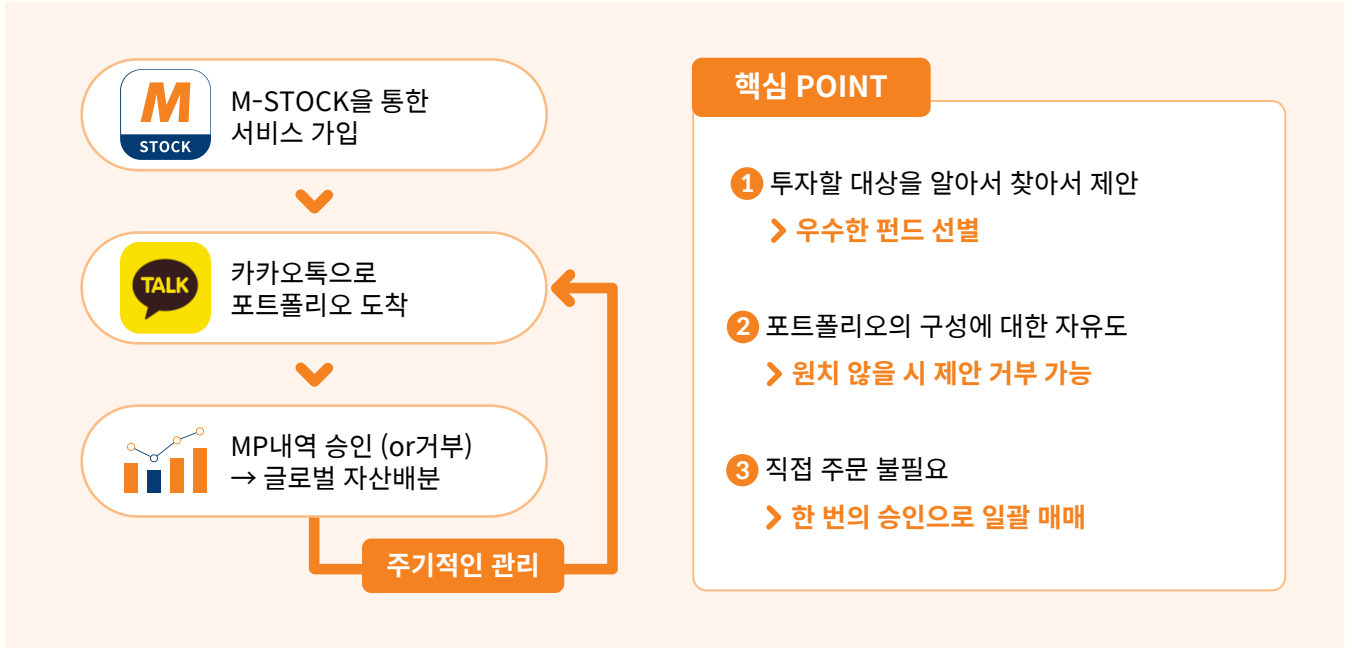 M
STOCK
M-STOCK을 통한
서비스 가입
TALK
카카오톡으로
포트폴리오 도착
MP내역 승인 (or거부)
→ 글로벌 자산배분
주기적인 관리
핵심 POINT
1 투자할 대상을 알아서 찾아서 제안
우수한 펀드 선별
2 포트폴리오의 구성에 대한 자유도
원치 않을 시 제안 거부 가능
3 직접 주문 불필요
한 번의 승인으로 일괄 매매